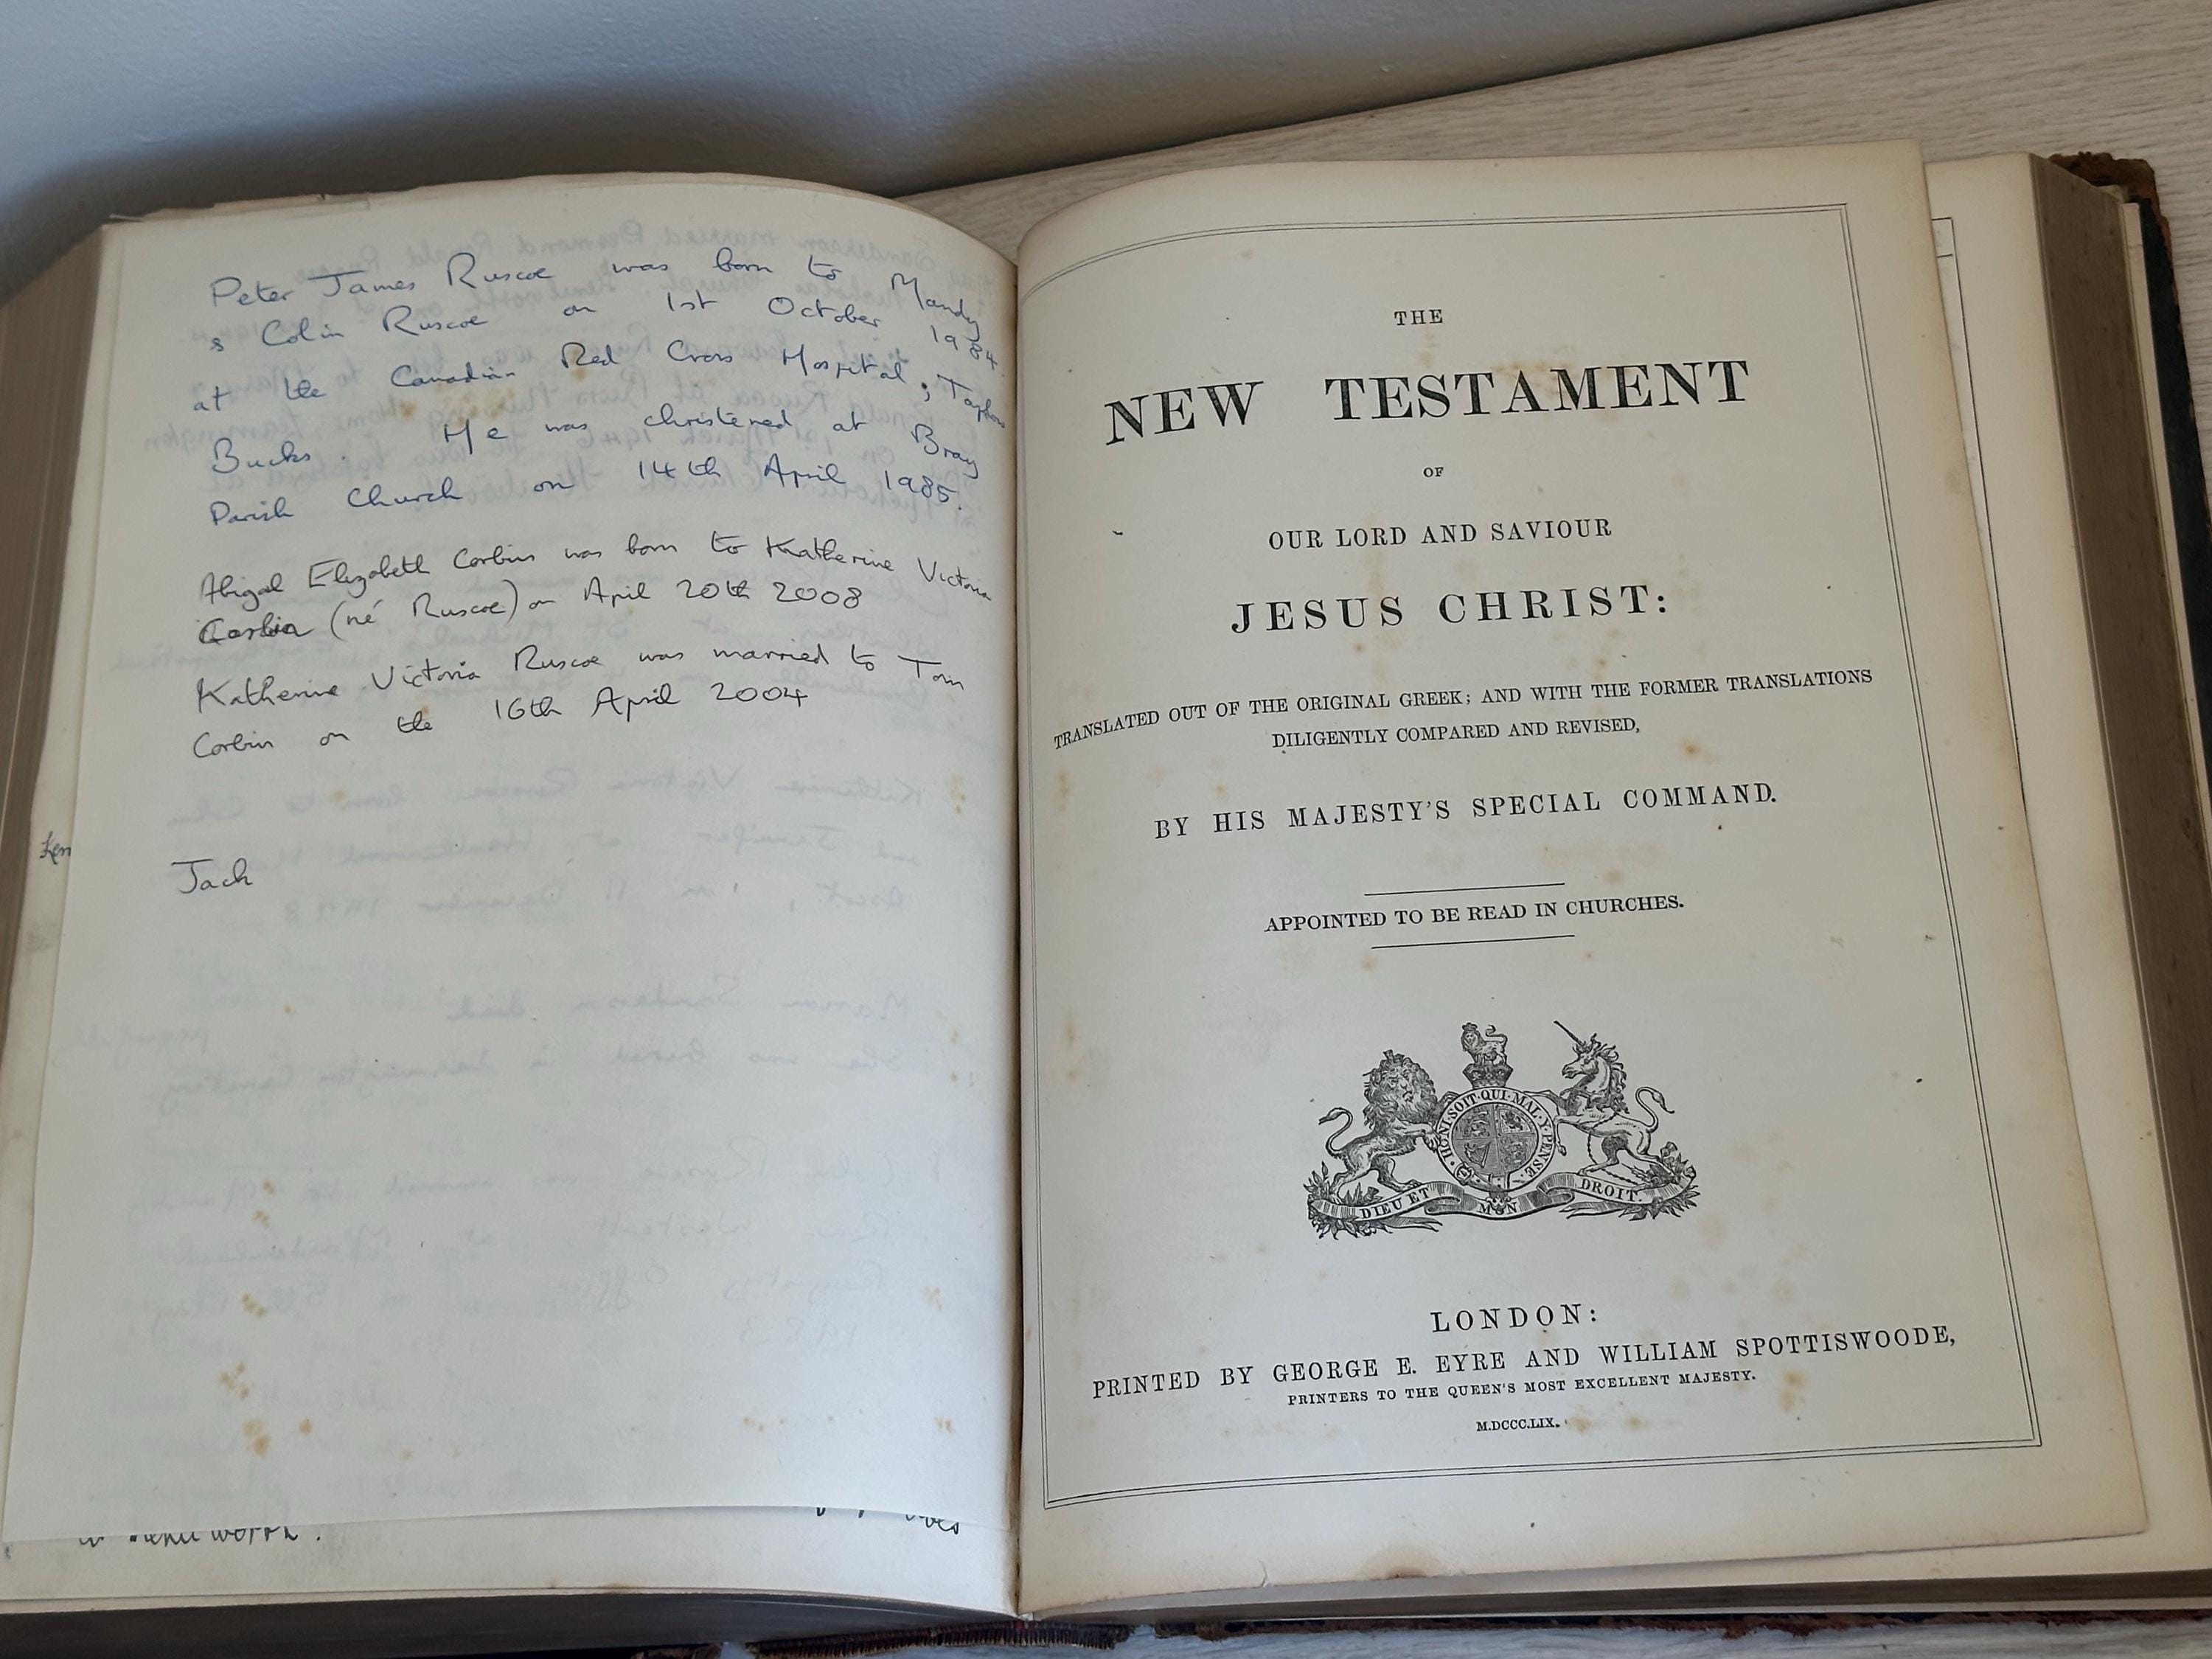 Peter James Ruscoe was born to Mandy
& Colin Ruscoe on 1st October 1984.
at the Canadian Red Cross Hospital, Taplow
Bucks. He was christened at Bray
Parish Church on 14th April 1985.
Abigal Elizabeth Corbin was born to Katherine Victoria
Corbin (né Ruscoe) on April 20th 2008
Katherine Victoria Ruscoe was married to Tom
Corbin on the 16th April 2004
Jack
THE
NEW TESTAMENT
OF
OUR LORD AND SAVIOUR
JESUS CHRIST:
TRANSLATED OUT OF THE ORIGINAL GREEK; AND WITH THE FORMER TRANSLATIONS
DILIGENTLY COMPARED AND REVISED,
BY HIS MAJESTY'S SPECIAL COMMAND.
APPOINTED TO BE READ IN CHURCHES.
HONI·SOIT·QUI·MAL·Y·PENSE·
DIEU ET MON DROIT.
LONDON:
PRINTED BY GEORGE E. EYRE AND WILLIAM SPOTTISWOODE,
PRINTERS TO THE QUEEN'S MOST EXCELLENT MAJESTY.
M.DCCC.LIX.